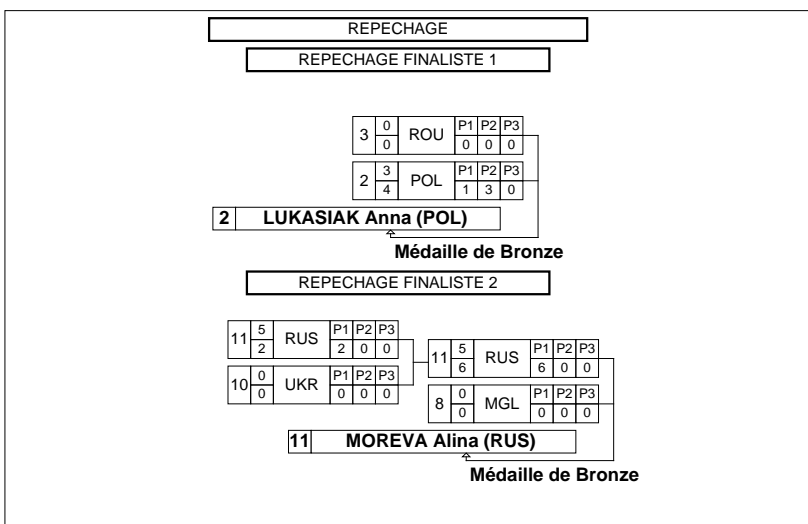 REPECHAGE
REPECHAGE FINALISTE 1
3 0 ROU P1 P2 P3
0 0 0 0
2 3 POL P1 P2 P3
4 1 3 0
2 LUKASIAK Anna (POL)
Médaille de Bronze
REPECHAGE FINALISTE 2
11 5 RUS P1 P2 P3
2 2 0 0
10 0 UKR P1 P2 P3
0 0 0 0
11 5 RUS P1 P2 P3
6 6 0 0
8 0 MGL P1 P2 P3
0 0 0 0
11 MOREVA Alina (RUS)
Médaille de Bronze